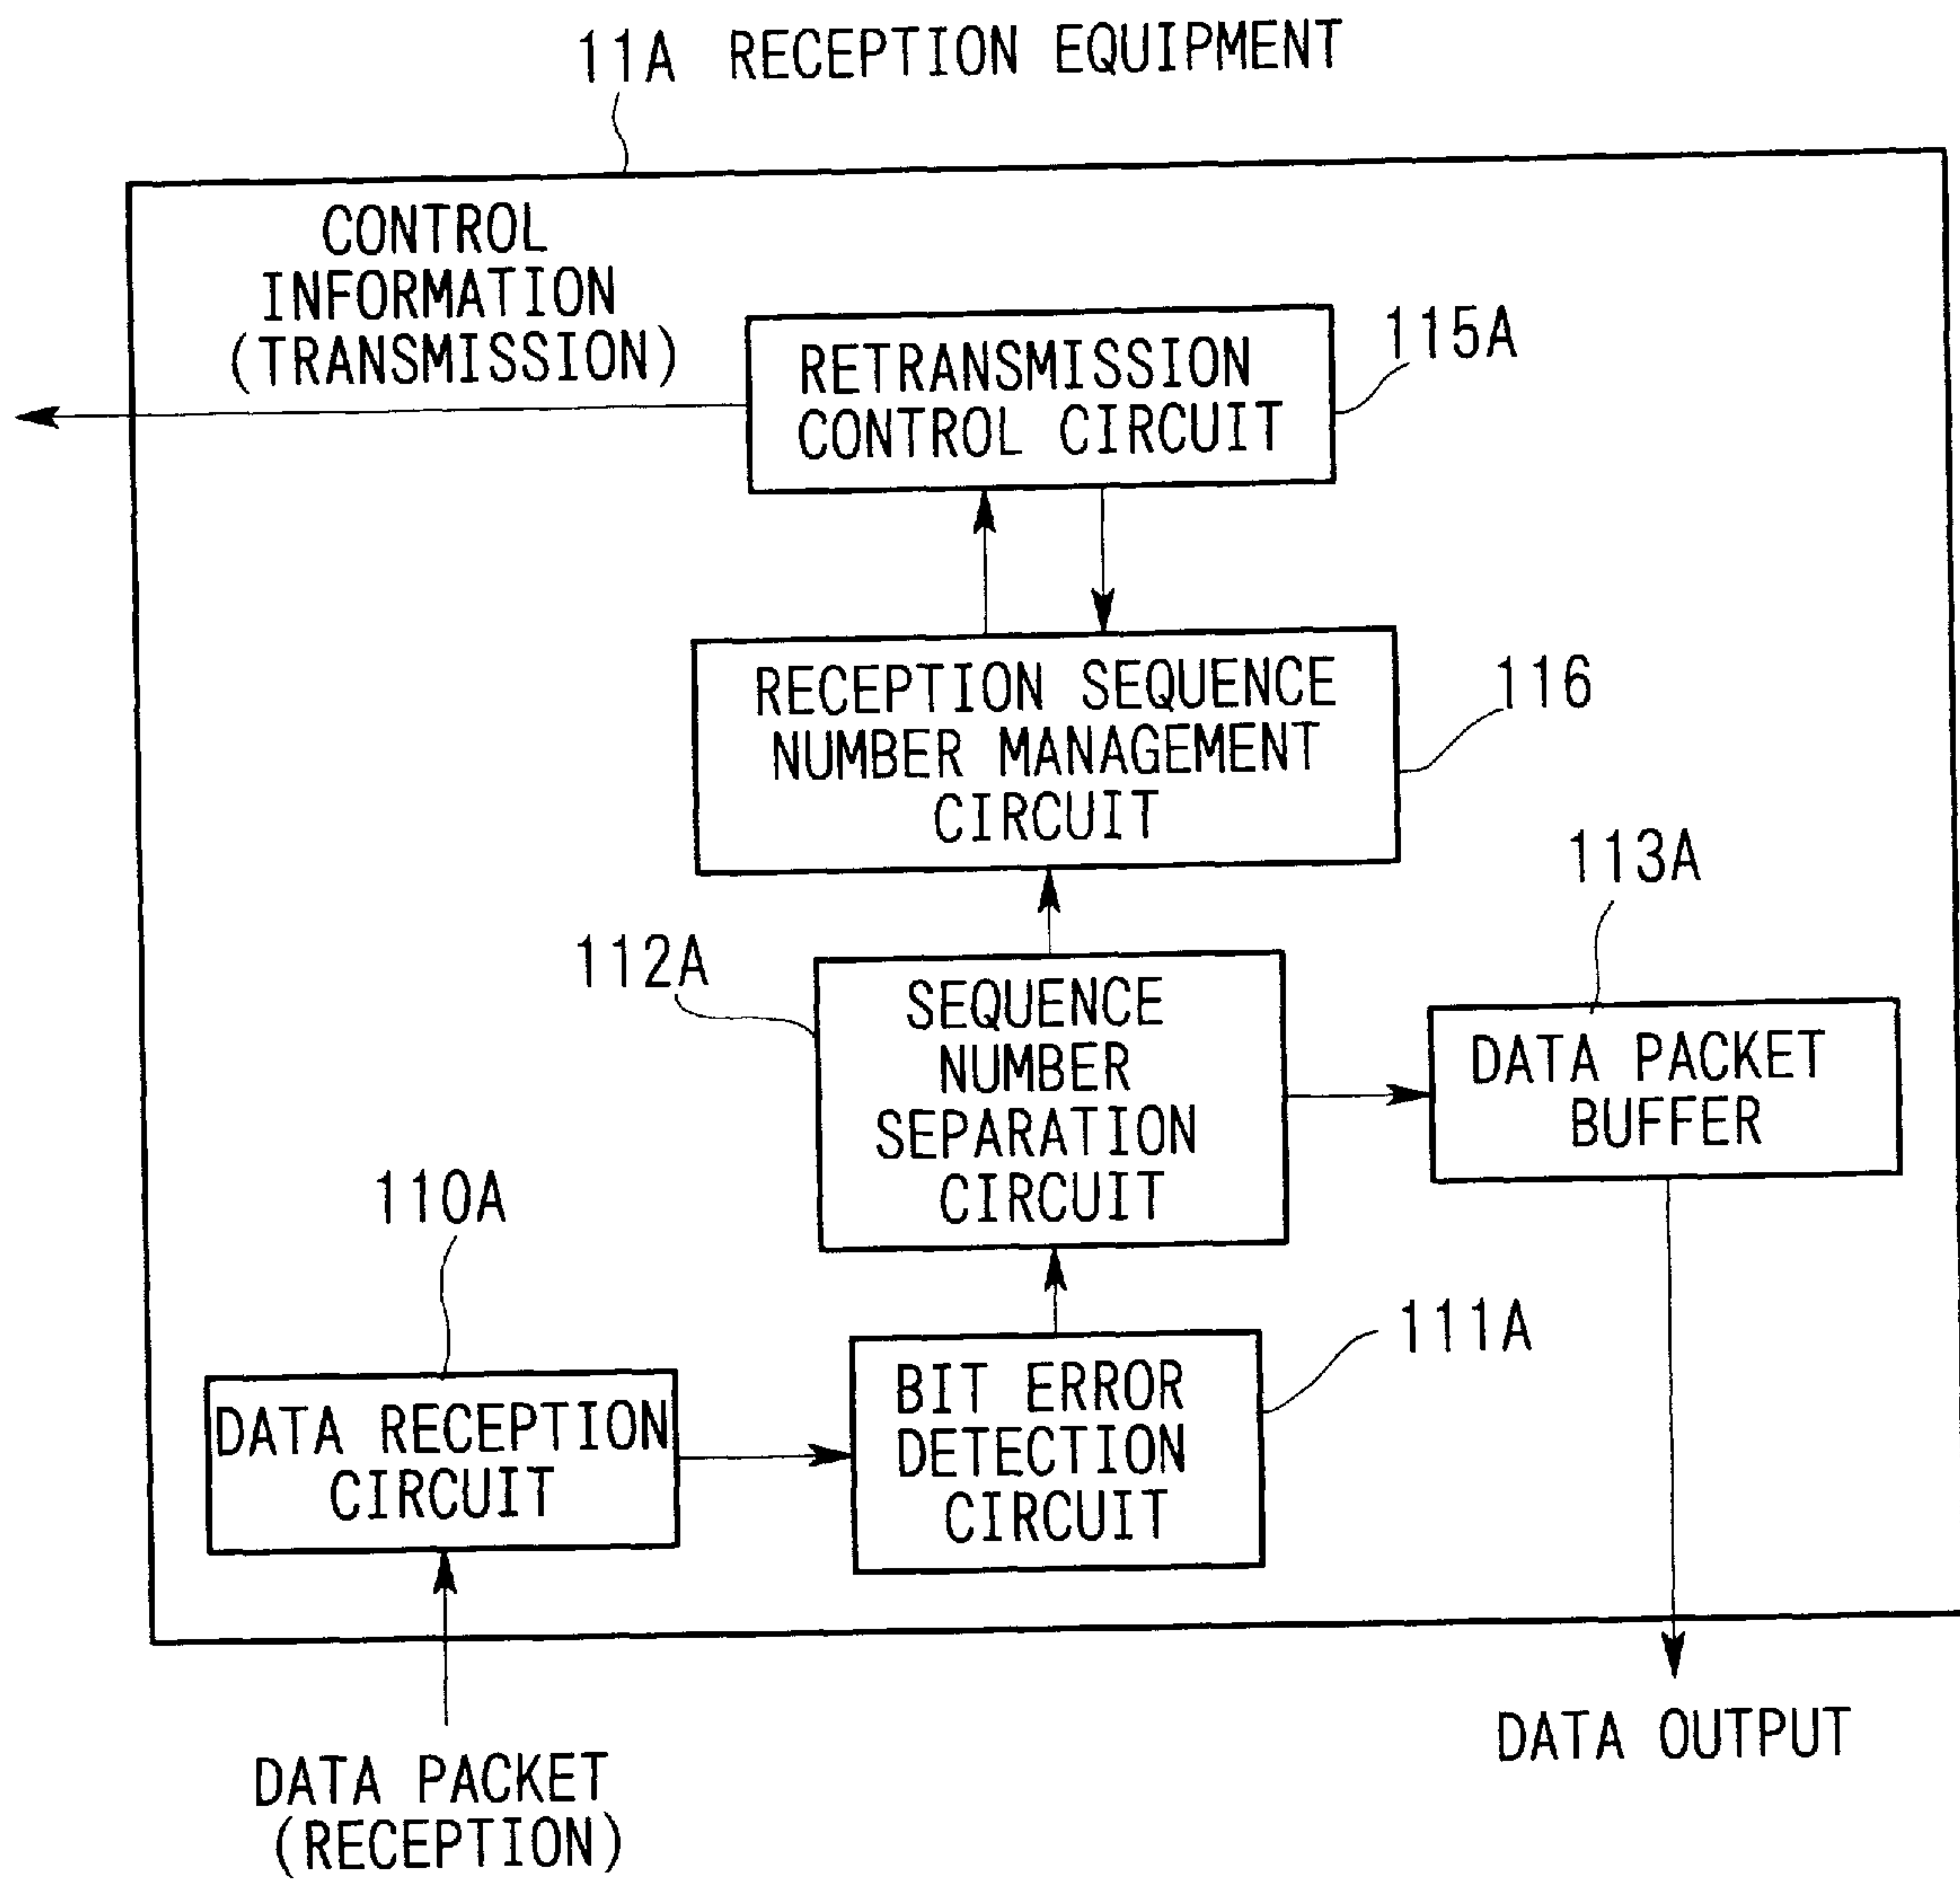 11A RECEPTION EQUIPMENT
CONTROL
INFORMATION
(TRANSMISSION)
RETRANSMISSION
CONTROL CIRCUIT
115A
RECEPTION SEQUENCE
NUMBER MANAGEMENT
CIRCUIT
116
113A
112A
SEQUENCE
NUMBER
SEPARATION
CIRCUIT
DATA PACKET
BUFFER
110A
111A
DATA RECEPTION
CIRCUIT
BIT ERROR
DETECTION
CIRCUIT
DATA PACKET
(RECEPTION)
DATA OUTPUT